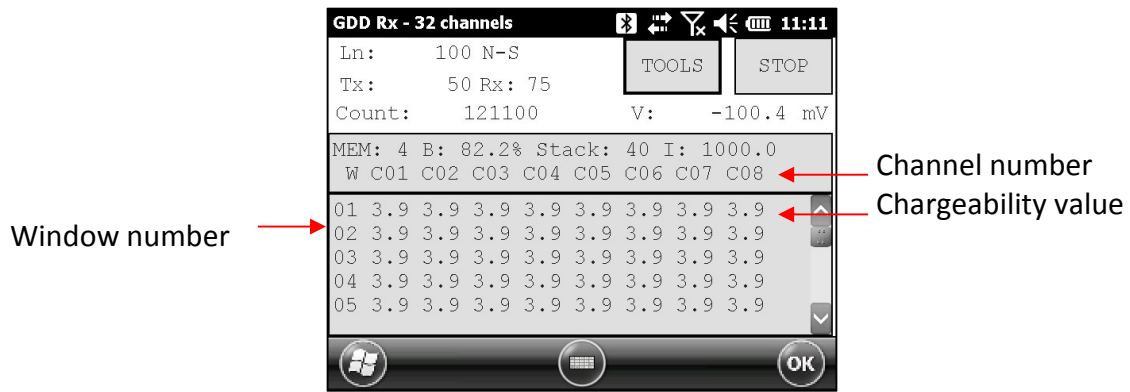 GDD Rx - 32 channels 11:11
Ln: 100 N-S
TOOLS STOP
Tx: 50 Rx: 75
Count: 121100 V: -100.4 mV
MEM: 4 B: 82.2% Stack: 40 I: 1000.0
W C01 C02 C03 C04 C05 C06 C07 C08
Channel number
01 3.9 3.9 3.9 3.9 3.9 3.9 3.9 3.9
Chargeability value
Window number
02 3.9 3.9 3.9 3.9 3.9 3.9 3.9 3.9
03 3.9 3.9 3.9 3.9 3.9 3.9 3.9 3.9
04 3.9 3.9 3.9 3.9 3.9 3.9 3.9 3.9
05 3.9 3.9 3.9 3.9 3.9 3.9 3.9 3.9
OK